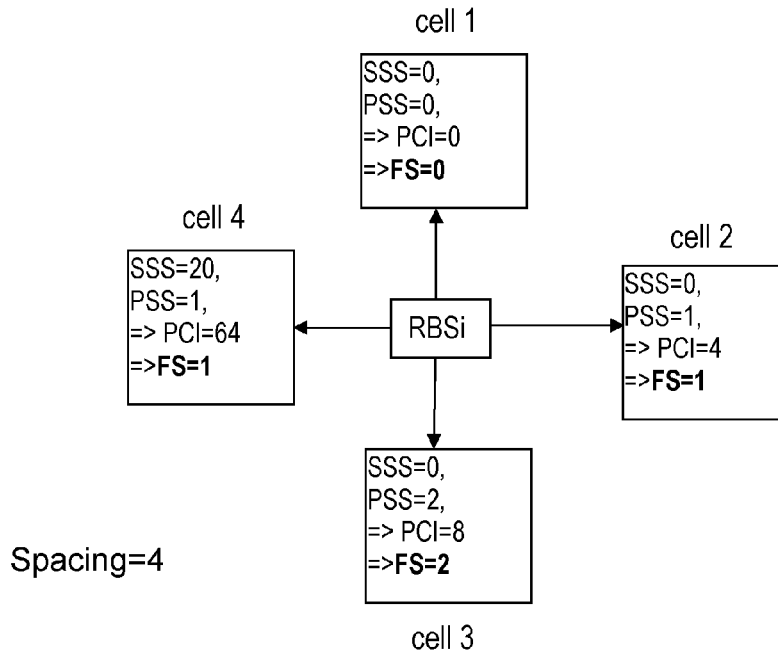 cell 1
SSS=0,
PSS=0,
=> PCI=0
=>FS=0
cell 4
SSS=20,
PSS=1,
=> PCI=64
=>FS=1
RBSi
cell 2
SSS=0,
PSS=1,
=> PCI=4
=>FS=1
SSS=0,
PSS=2,
=> PCI=8
=>FS=2
cell 3
Spacing=4